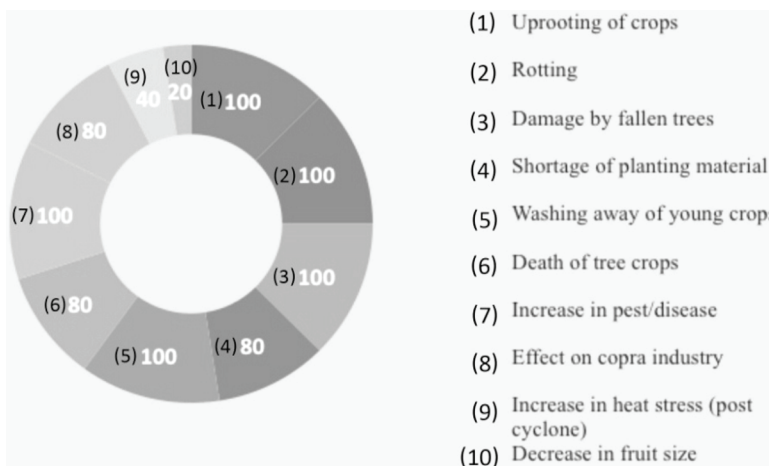 (1) 100
(2) 100
(3) 100
(4) 80
(5) 100
(6) 80
(7) 100
(8) 80
(9)
40
(10)
20
(1) Uprooting of crops
(2) Rotting
(3) Damage by fallen trees
(4) Shortage of planting material
(5) Washing away of young crop
(6) Death of tree crops
(7) Increase in pest/disease
(8) Effect on copra industry
(9) Increase in heat stress (post
cyclone)
(10) Decrease in fruit size